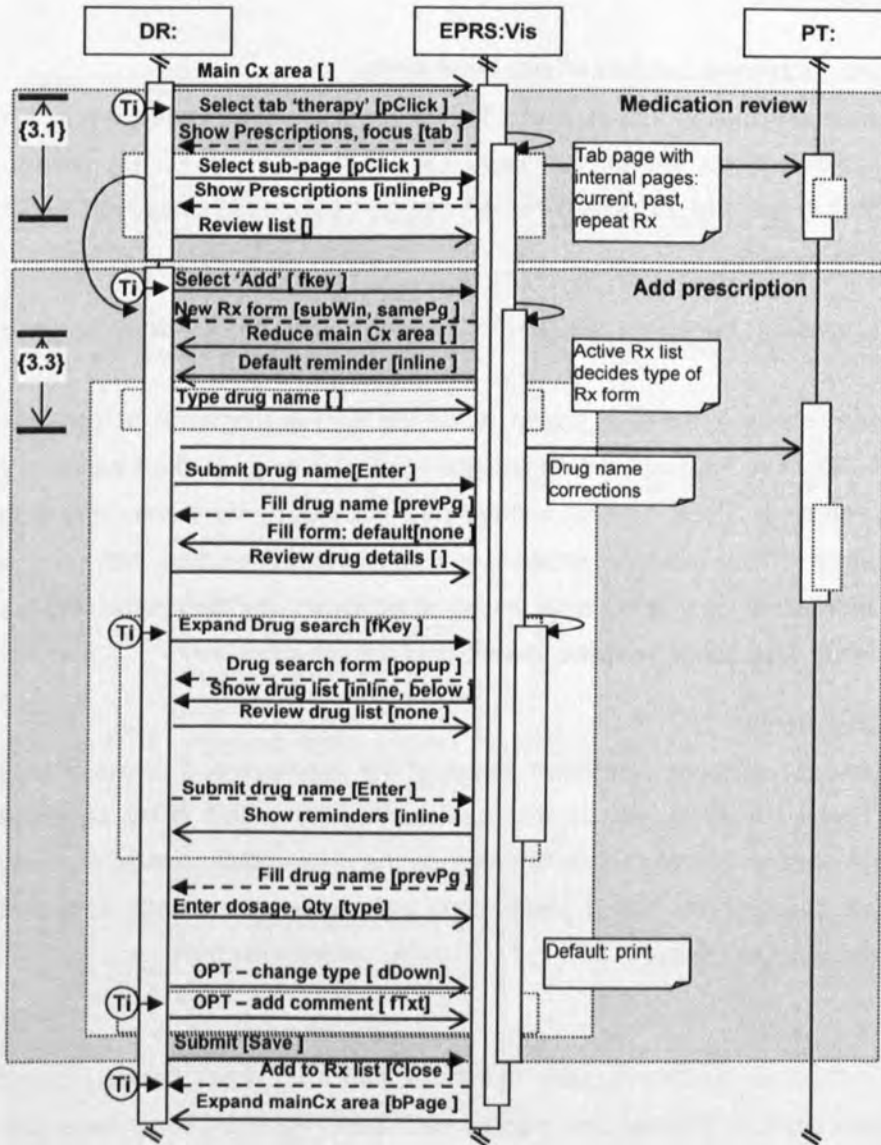 DR:
EPRS:Vis
PT:
Main Cx area [ ]
Medication review
Ti
Select tab ‘therapy’ [pClick]
{3.1}
Show Prescriptions, focus [tab ]
Select sub-page [pClick]
Show Prescriptions [inlinePg]
Review list []
Tab page with
internal pages:
current, past,
repeat Rx
Add prescription
Ti
Select ‘Add’ [ fkey ]
New Rx form [subWin, samePg ]
Reduce main Cx area [ ]
Default reminder [inline]
{3.3}
Active Rx list
decides type of
Rx form
Type drug name [ ]
Submit Drug name[Enter ]
Drug name
corrections
Fill drug name [prevPg ]
Fill form: default[none]
Review drug details [ ]
Ti
Expand Drug search [fKey ]
Drug search form [popup ]
Show drug list [inline, below ]
Review drug list [none ]
Submit drug name [Enter ]
Show reminders [inline ]
Fill drug name [prevPg ]
Enter dosage, Qty [type]
Default: print
OPT – change type [ dDown]
Ti
OPT – add comment [ fTxt]
Submit [Save ]
Ti
Add to Rx list [Close ]
Expand mainCx area [bPage ]